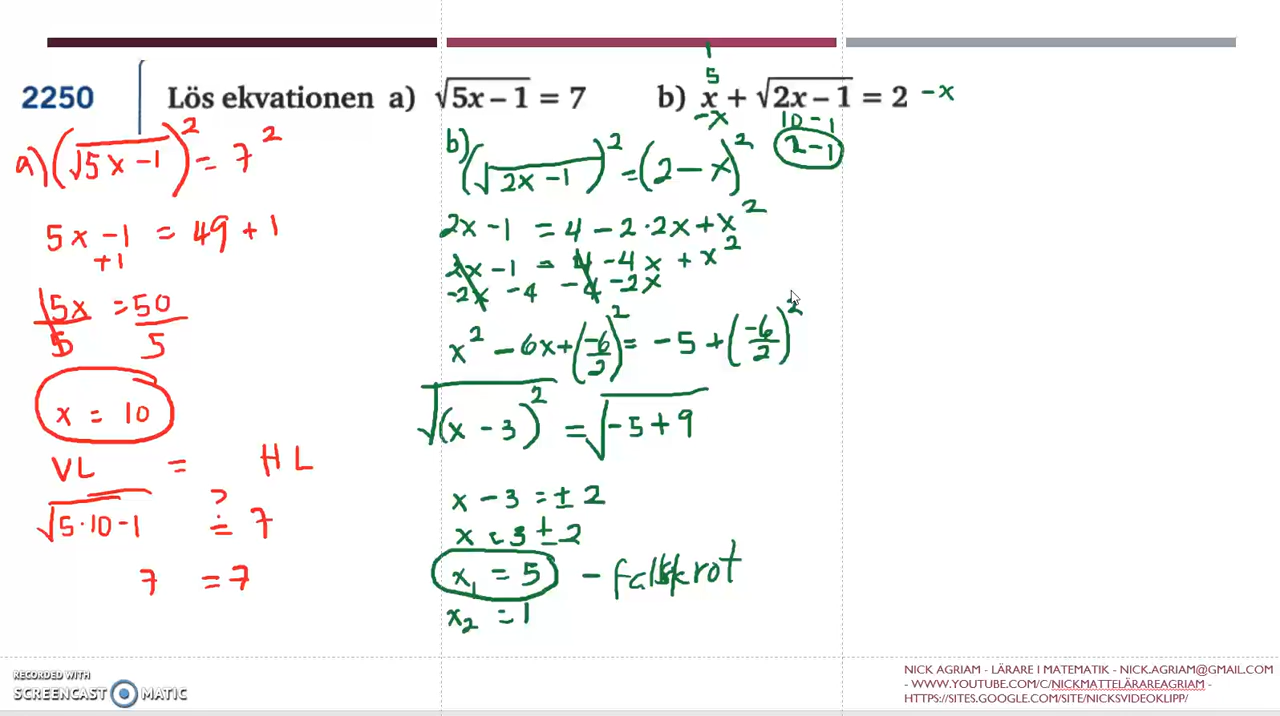 2250 Lös ekvationen a) √5x − 1 = 7 b) x + √2x − 1 = 2 −x
1
5
−x
10 − 1
2 − 1
a) (√5x −1)² = 7²
5x −1 = 49 + 1
+1
5x = 50
5 5
x = 10
VL = HL
√5·10−1 ?= 7
7 = 7
b) (√2x −1)² = (2 − x)²
2x −1 = 4 − 2·2x + x²
2x −1 = 4 −4x + x²
−2x −4 −4 −2x
x² − 6x + (−6/2)² = −5 + (−6/2)²
√(x − 3)² = √−5 + 9
x − 3 = ± 2
x = 3 ± 2
x₁ = 5 − falsk rot
x₂ = 1
RECORDED WITH
SCREENCAST MATIC
NICK AGRIAM - LÄRARE I MATEMATIK - NICK.AGRIAM@GMAIL.COM
- WWW.YOUTUBE.COM/C/NICKMATTELÄRAREAGRIAM -
HTTPS://SITES.GOOGLE.COM/SITE/NICKSVIDEOKLIPP/